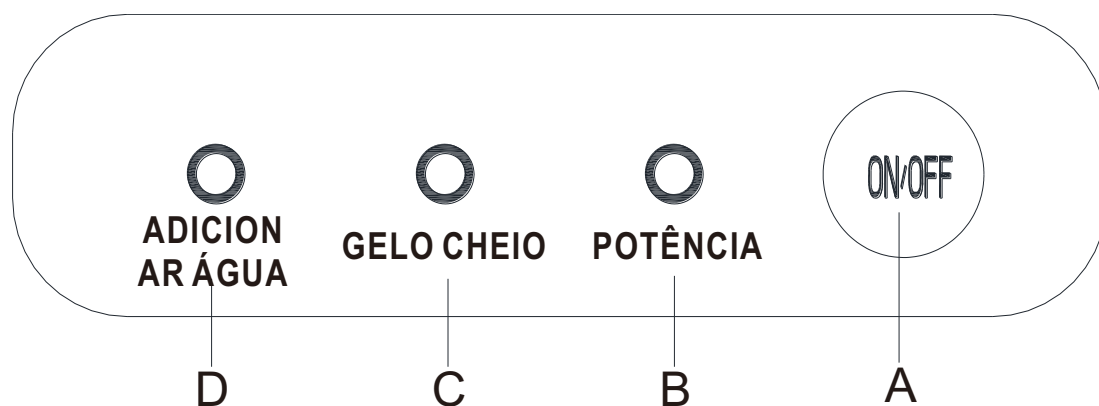 ON/OFF
ADICION
AR ÁGUA
GELO CHEIO
POTÊNCIA
D
C
B
A